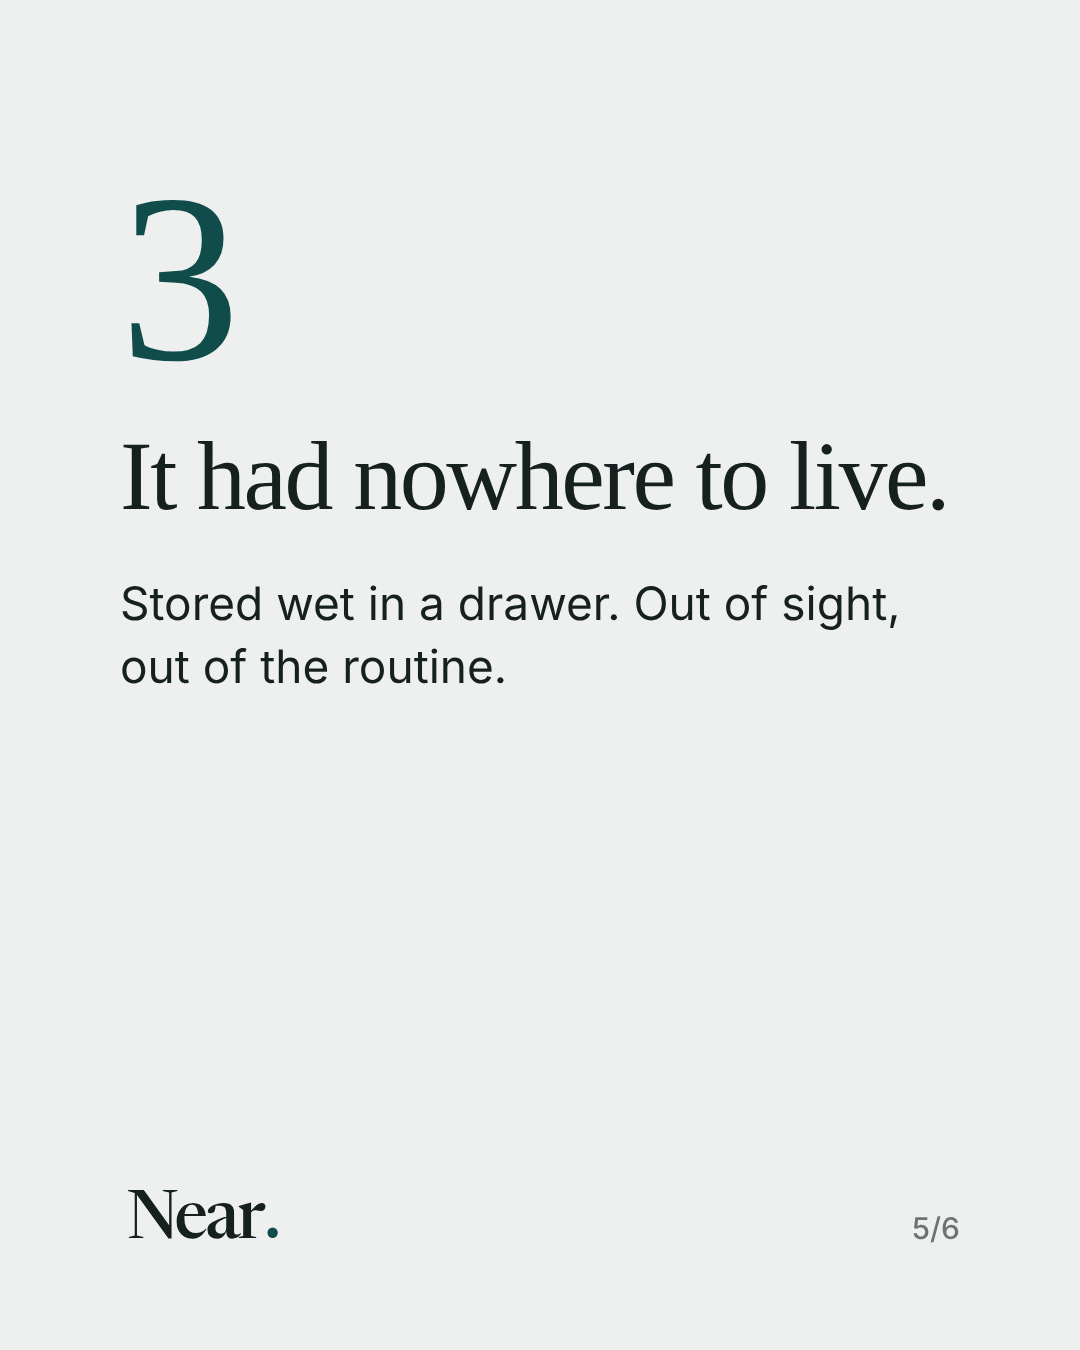 3
It had nowhere to live.
Stored wet in a drawer. Out of sight,
out of the routine.
Near.
5/6